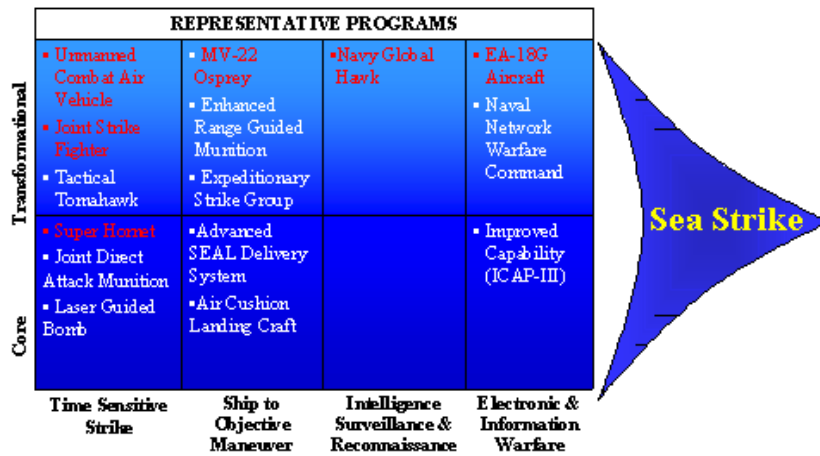 REPRESENTATIVE PROGRAMS
Transformational
▪ Unmanned
Combat Air
Vehicle
▪ Joint Strike
Fighter
▪ Tactical
Tomahawk
▪ MV-22
Osprey
▪ Enhanced
Range Guided
Munition
▪ Expeditionary
Strike Group
▪Navy Global
Hawk
▪ EA-18G
Aircraft
▪ Naval
Network
Warfare
Command
Core
▪ Super Hornet
▪ Joint Direct
Attack Munition
▪ Laser Guided
Bomb
▪Advanced
SEAL Delivery
System
▪Air Cushion
Landing Craft
▪ Improved
Capability
(ICAP-III)
Time Sensitive
Strike
Ship to
Objective
Maneuver
Intelligence
Surveillance &
Reconnaissance
Electronic &
Information
Warfare
Sea Strike